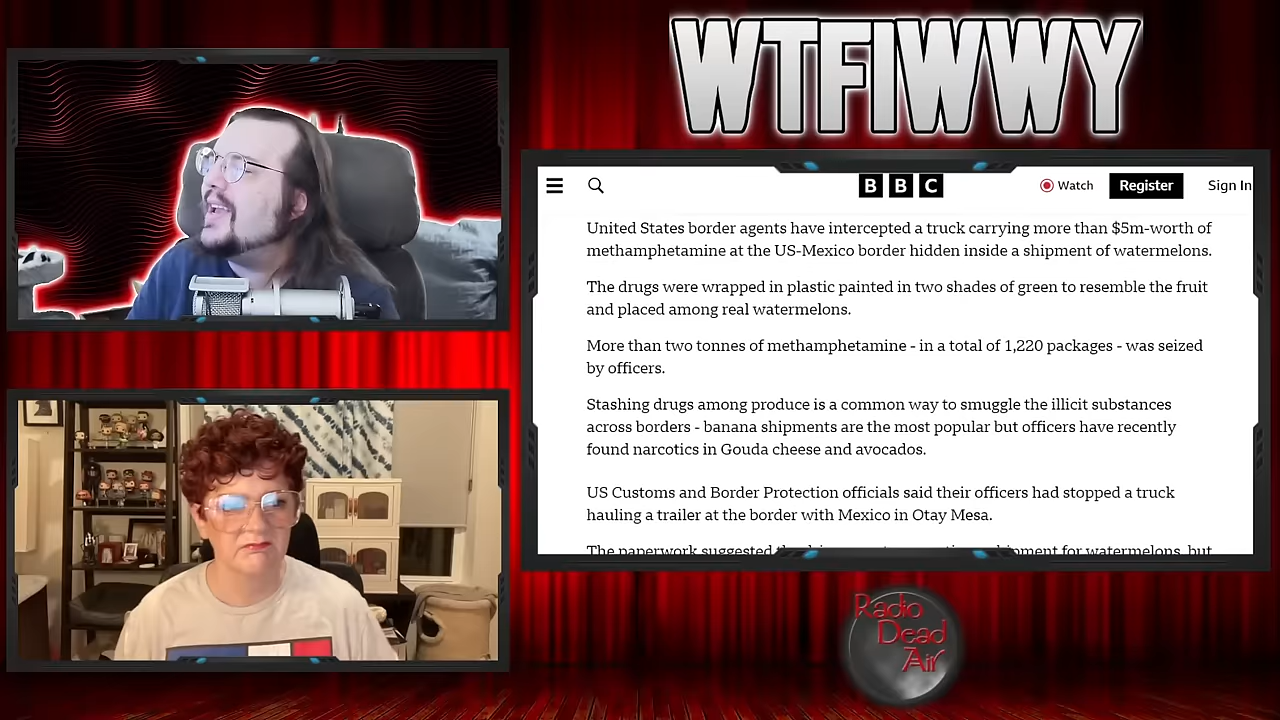 WTFIWWY
BBC
Watch
Register
Sign In
United States border agents have intercepted a truck carrying more than $5m-worth of
methamphetamine at the US-Mexico border hidden inside a shipment of watermelons.
The drugs were wrapped in plastic painted in two shades of green to resemble the fruit
and placed among real watermelons.
More than two tonnes of methamphetamine - in a total of 1,220 packages - was seized
by officers.
Stashing drugs among produce is a common way to smuggle the illicit substances
across borders - banana shipments are the most popular but officers have recently
found narcotics in Gouda cheese and avocados.
US Customs and Border Protection officials said their officers had stopped a truck
hauling a trailer at the border with Mexico in Otay Mesa.
The paperwork suggested for watermelons, but
Radio
Dead
Air